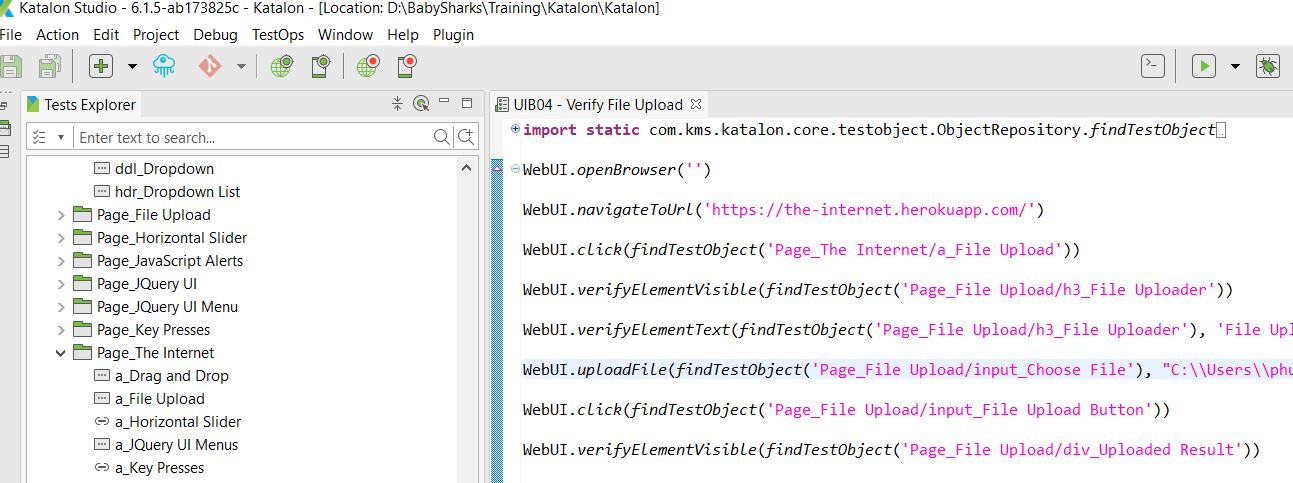 Katalon Studio - 6.1.5-ab173825c - Katalon - [Location: D:\BabySharks\Training\Katalon\Katalon]
File Action Edit Project Debug TestOps Window Help Plugin
Tests Explorer
Enter text to search...
ddl_Dropdown
hdr_Dropdown List
Page_File Upload
Page_Horizontal Slider
Page_JavaScript Alerts
Page_JQuery UI
Page_JQuery UI Menu
Page_Key Presses
Page_The Internet
a_Drag and Drop
a_File Upload
a_Horizontal Slider
a_JQuery UI Menus
a_Key Presses
UIB04 - Verify File Upload
import static com.kms.katalon.core.testobject.ObjectRepository.findTestObject
WebUI.openBrowser('')
WebUI.navigateToUrl('https://the-internet.herokuapp.com/')
WebUI.click(findTestObject('Page_The Internet/a_File Upload'))
WebUI.verifyElementVisible(findTestObject('Page_File Upload/h3_File Uploader'))
WebUI.verifyElementText(findTestObject('Page_File Upload/h3_File Uploader'), 'File Upl
WebUI.uploadFile(findTestObject('Page_File Upload/input_Choose File'), "C:\\Users\\phu
WebUI.click(findTestObject('Page_File Upload/input_File Upload Button'))
WebUI.verifyElementVisible(findTestObject('Page_File Upload/div_Uploaded Result'))